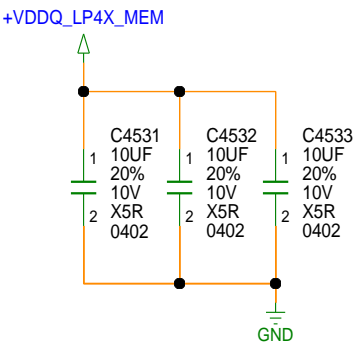 +VDDQ_LP4X_MEM
C4531
10UF
20%
10V
X5R
0402
1
2
C4532
10UF
20%
10V
X5R
0402
1
2
C4533
10UF
20%
10V
X5R
0402
1
2
GND